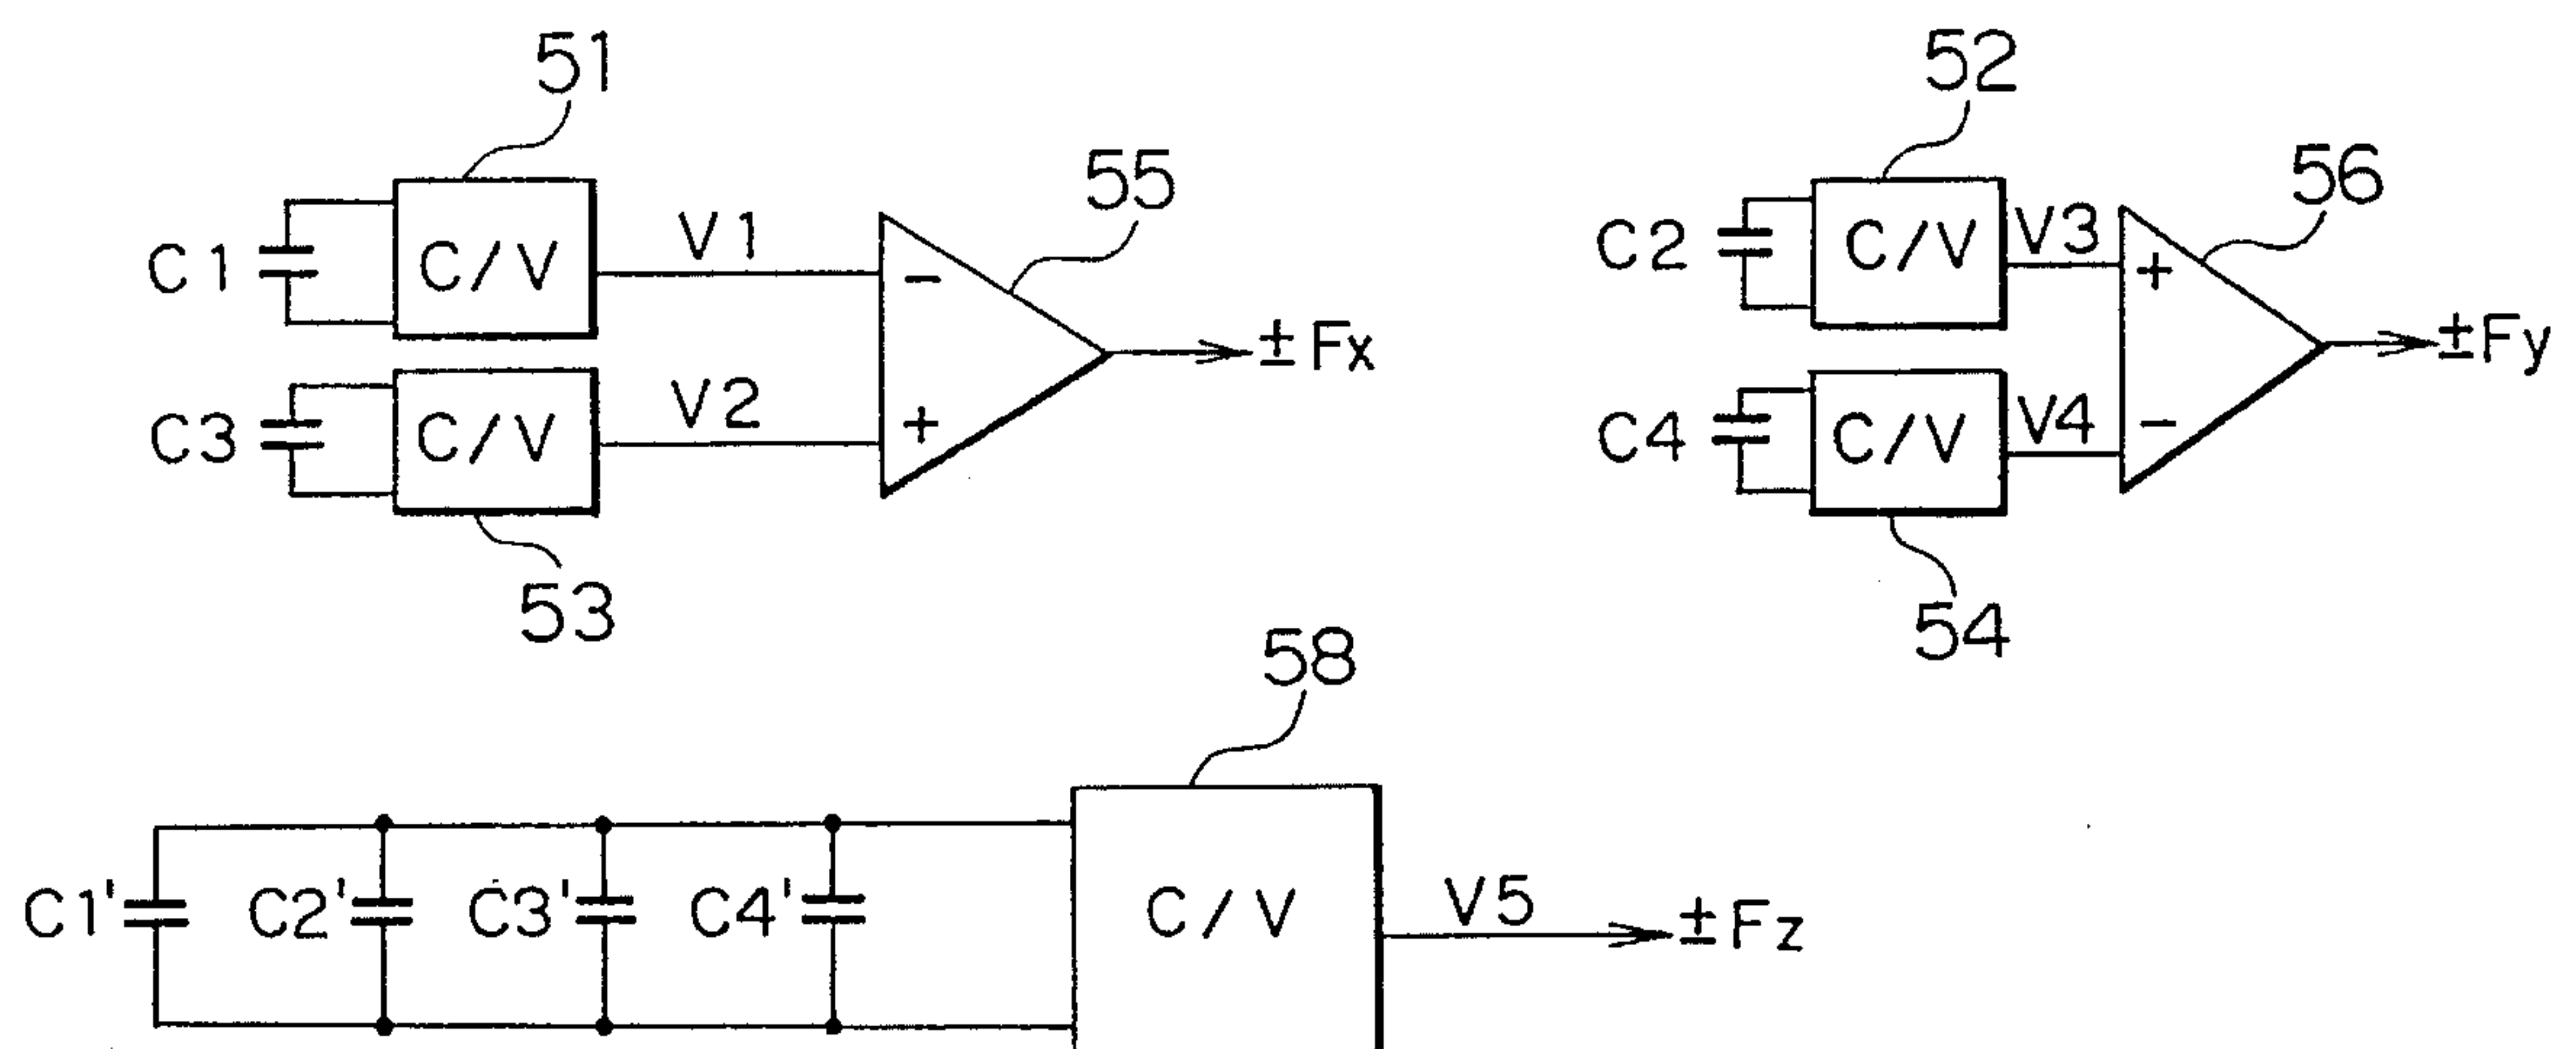 51
C1
C/V
V1
−
55
C3
C/V
V2
+
± Fx
53
52
C2
C/V
V3
+
56
C4
C/V
V4
−
±Fy
54
58
C1'
C2'
C3'
C4'
C/V
V5
±Fz